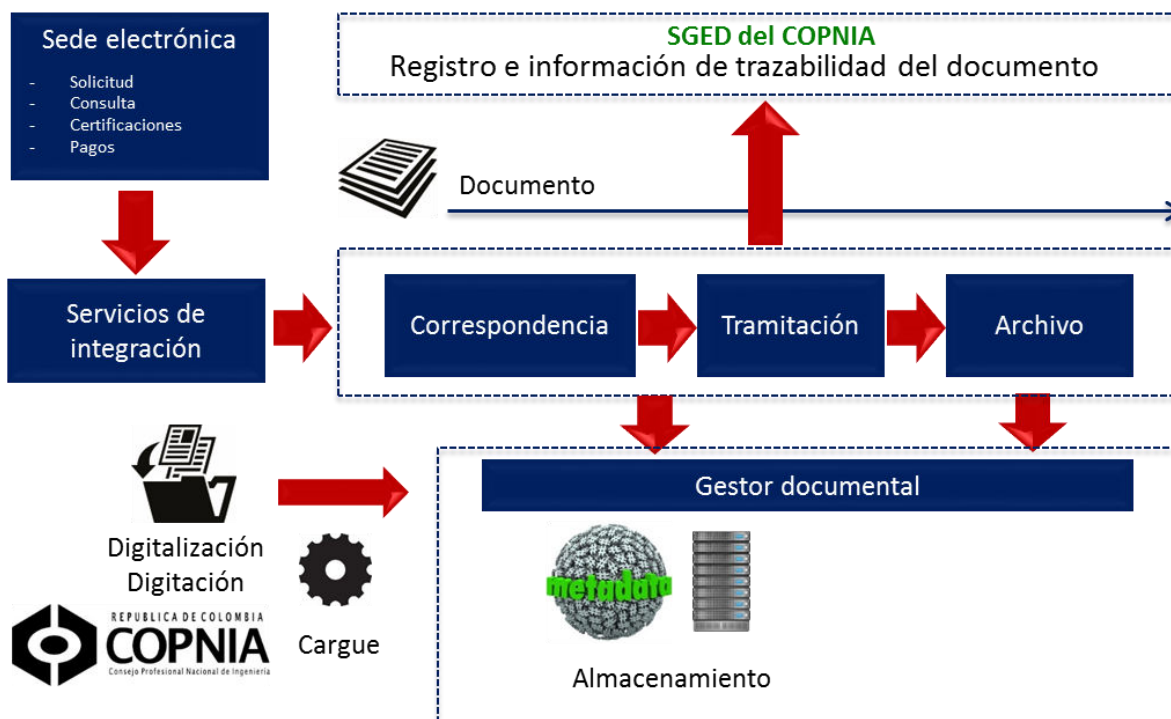 Sede electrónica
- Solicitud
- Consulta
- Certificaciones
- Pagos
SGED del COPNIA
Registro e información de trazabilidad del documento
Documento
Servicios de
integración
Correspondencia
Tramitación
Archivo
Gestor documental
Digitalización
Digitación
Cargue
metadata
Almacenamiento
REPUBLICA DE COLOMBIA
COPNIA
Consejo Profesional Nacional de Ingeniería